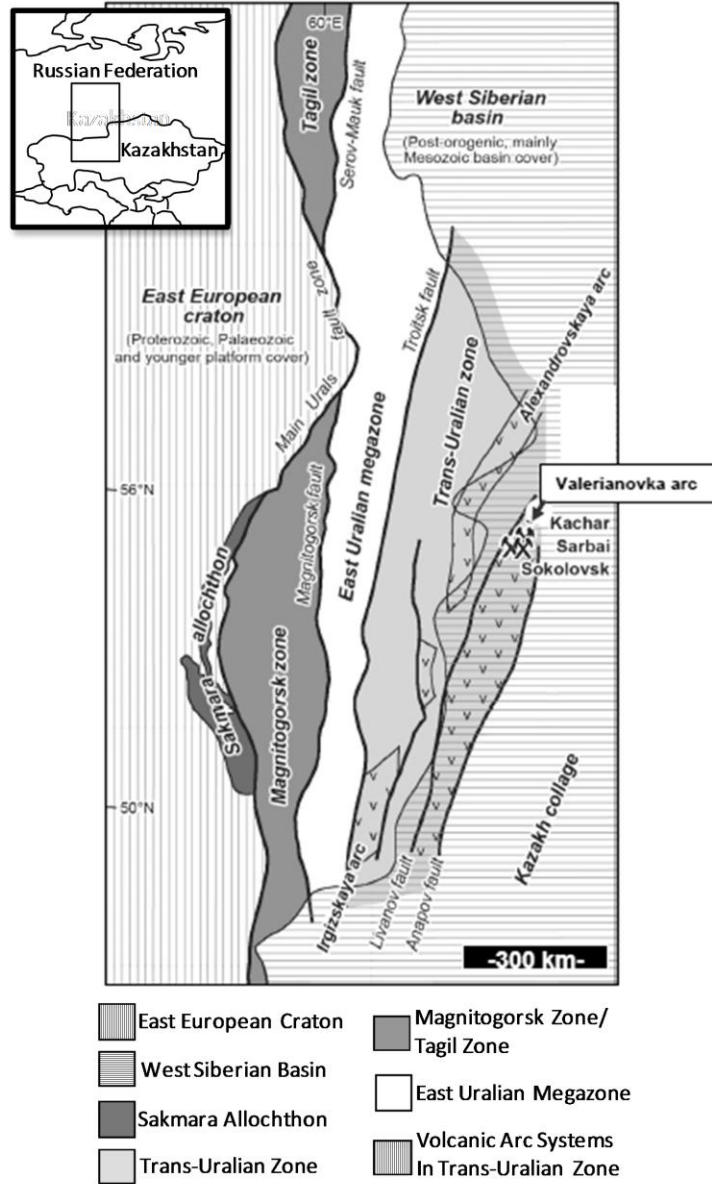 60°E
Russian Federation
Kazakhstan
Kazakhstan
Tagil zone
Serov-Mauk fault
West Siberian
basin
(Post-orogenic, mainly
Mesozoic basin cover)
East European
craton
(Proterozoic, Palaeozoic
and younger platform cover)
Main Urals fault zone
Troitsk fault
Alexandrovskaya arc
Trans-Uralian zone
56°N
Magnitogorsk fault
East Uralian megazone
Valerianovka arc
Kachar
Sarbai
Sokolovsk
Sakmara allochthon
Magnitogorsk zone
50°N
Kazakh collage
Irgizskaya arc
Livanov fault
Anapov fault
-300 km-
East European Craton
West Siberian Basin
Sakmara Allochthon
Trans-Uralian Zone
Magnitogorsk Zone/
Tagil Zone
East Uralian Megazone
Volcanic Arc Systems
In Trans-Uralian Zone